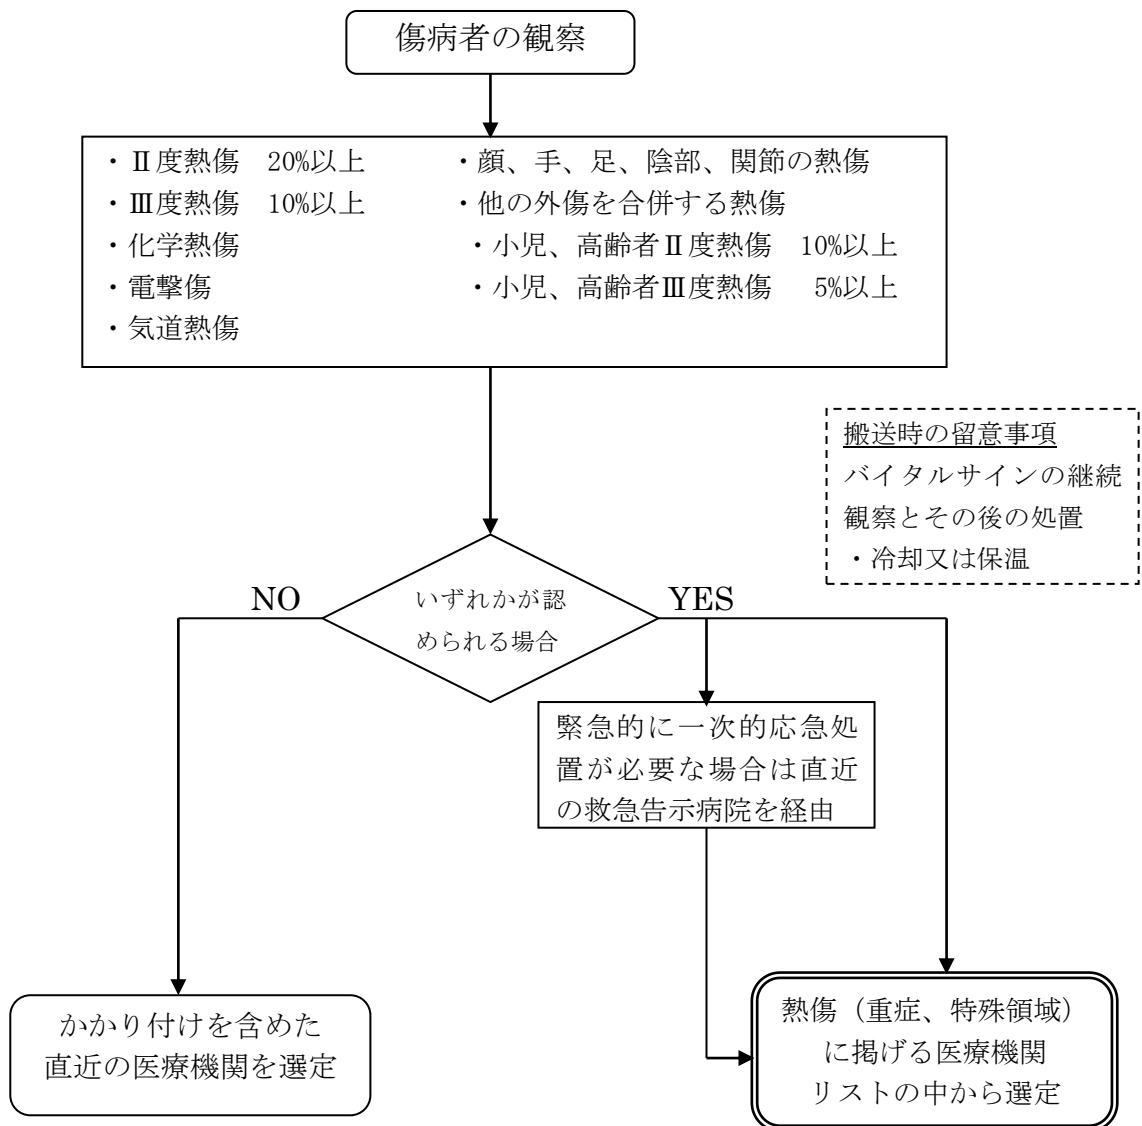 傷病者の観察
・Ⅱ度熱傷　20%以上
・Ⅲ度熱傷　10%以上
・化学熱傷
・電撃傷
・気道熱傷
・顔、手、足、陰部、関節の熱傷
・他の外傷を合併する熱傷
・小児、高齢者Ⅱ度熱傷　10%以上
・小児、高齢者Ⅲ度熱傷　 5%以上
搬送時の留意事項
バイタルサインの継続
観察とその後の処置
・冷却又は保温
NO
いずれかが認
められる場合
YES
緊急的に一次的応急処
置が必要な場合は直近
の救急告示病院を経由
かかり付けを含めた
直近の医療機関を選定
熱傷（重症、特殊領域）
に掲げる医療機関
リストの中から選定